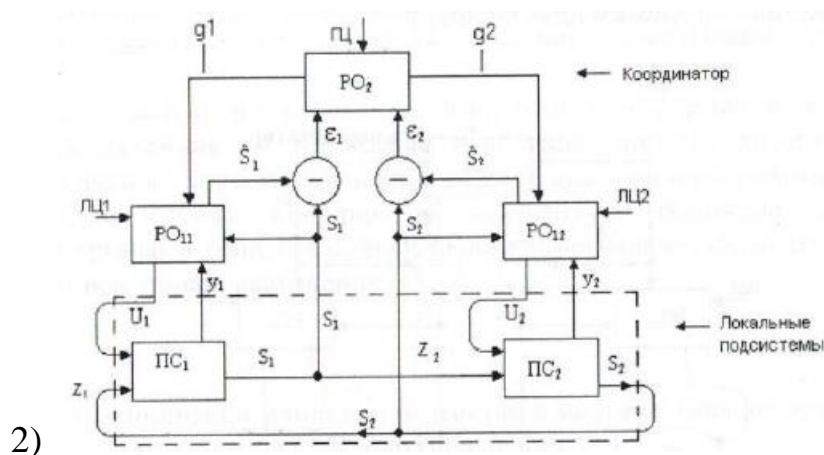 g1
ПЦ
g2
РО₂
Координатор
ε₁
ε₂
Ŝ₁
Ŝ₂
–
–
ЛЦ1
ЛЦ2
РО₁₁
S₁
S₂
РО₁₂
y₁
y₂
U₁
S₁
U₂
Локальные
подсистемы
ПС₁
S₁
Z₂
ПС₂
S₂
Z₁
S₂
2)